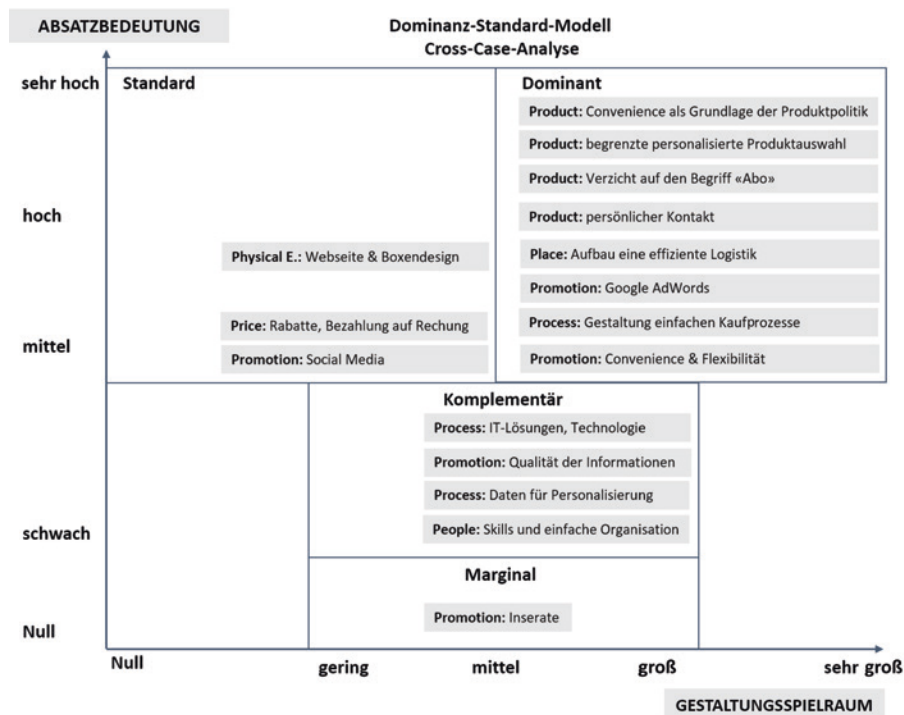 ABSATZBEDEUTUNG
Dominanz-Standard-Modell
Cross-Case-Analyse
sehr hoch
Standard
Dominant
Product: Convenience als Grundlage der Produktpolitik
Product: begrenzte personalisierte Produktauswahl
Product: Verzicht auf den Begriff «Abo»
hoch
Product: persönlicher Kontakt
Physical E.: Webseite & Boxendesign
Place: Aufbau eine effiziente Logistik
Promotion: Google AdWords
Price: Rabatte, Bezahlung auf Rechung
Process: Gestaltung einfachen Kaufprozesse
mittel
Promotion: Social Media
Promotion: Convenience & Flexibilität
Komplementär
Process: IT-Lösungen, Technologie
Promotion: Qualität der Informationen
Process: Daten für Personalisierung
schwach
People: Skills und einfache Organisation
Marginal
Promotion: Inserate
Null
Null
gering
mittel
groß
sehr groß
GESTALTUNGSSPIELRAUM